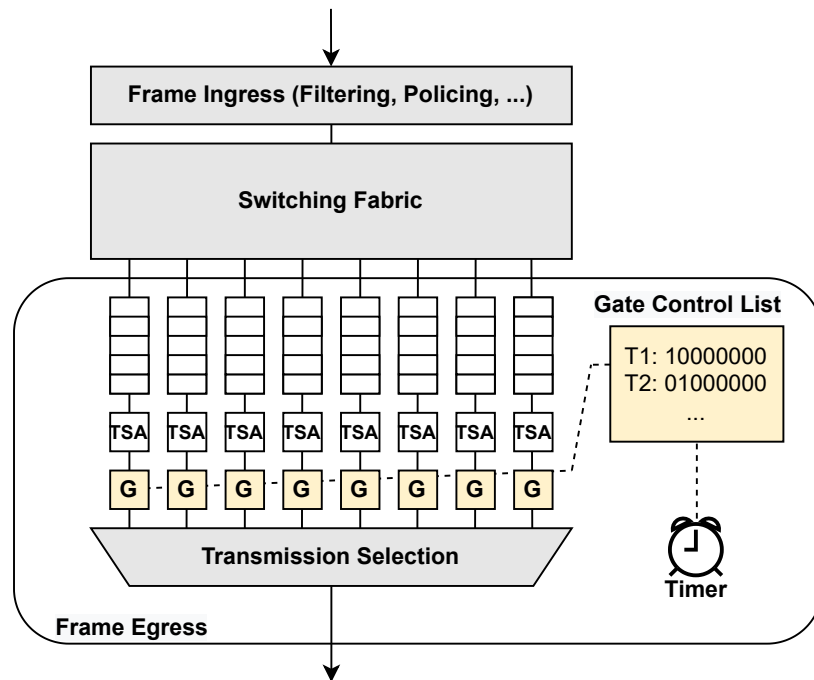 Frame Ingress (Filtering, Policing, ...)
Switching Fabric
Gate Control List
T1: 10000000
T2: 01000000
...
TSA TSA TSA TSA TSA TSA TSA TSA
G G G G G G G G
Transmission Selection
Timer
Frame Egress